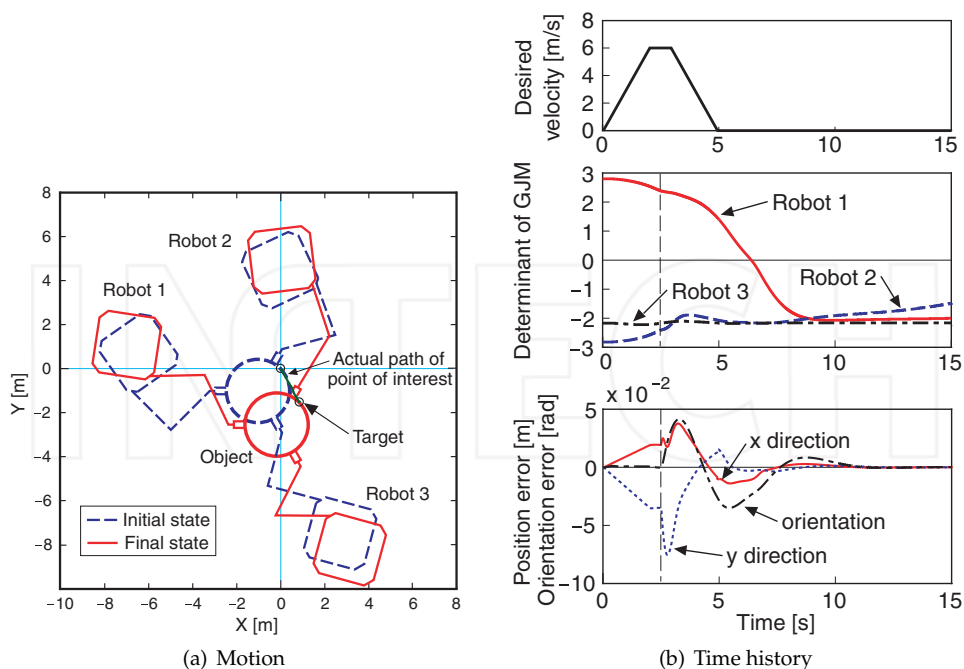 8
6
4
2
0
−2
−4
−6
−8
−10
−8
−6
−4
−2
0
2
4
6
8
Y [m]
X [m]
Robot 2
Robot 1
Actual path of
point of interest
Target
Object
Robot 3
Initial state
Final state
(a) Motion
Desired
velocity [m/s]
8
6
4
2
0
0
5
10
15
Determinant of GJM
3
2
1
0
−1
−2
−3
Robot 1
Robot 2
Robot 3
x 10−2
Position error [m]
Orientation error [rad]
5
0
−5
−10
x direction
orientation
y direction
0
5
10
15
Time [s]
(b) Time history
INTECH